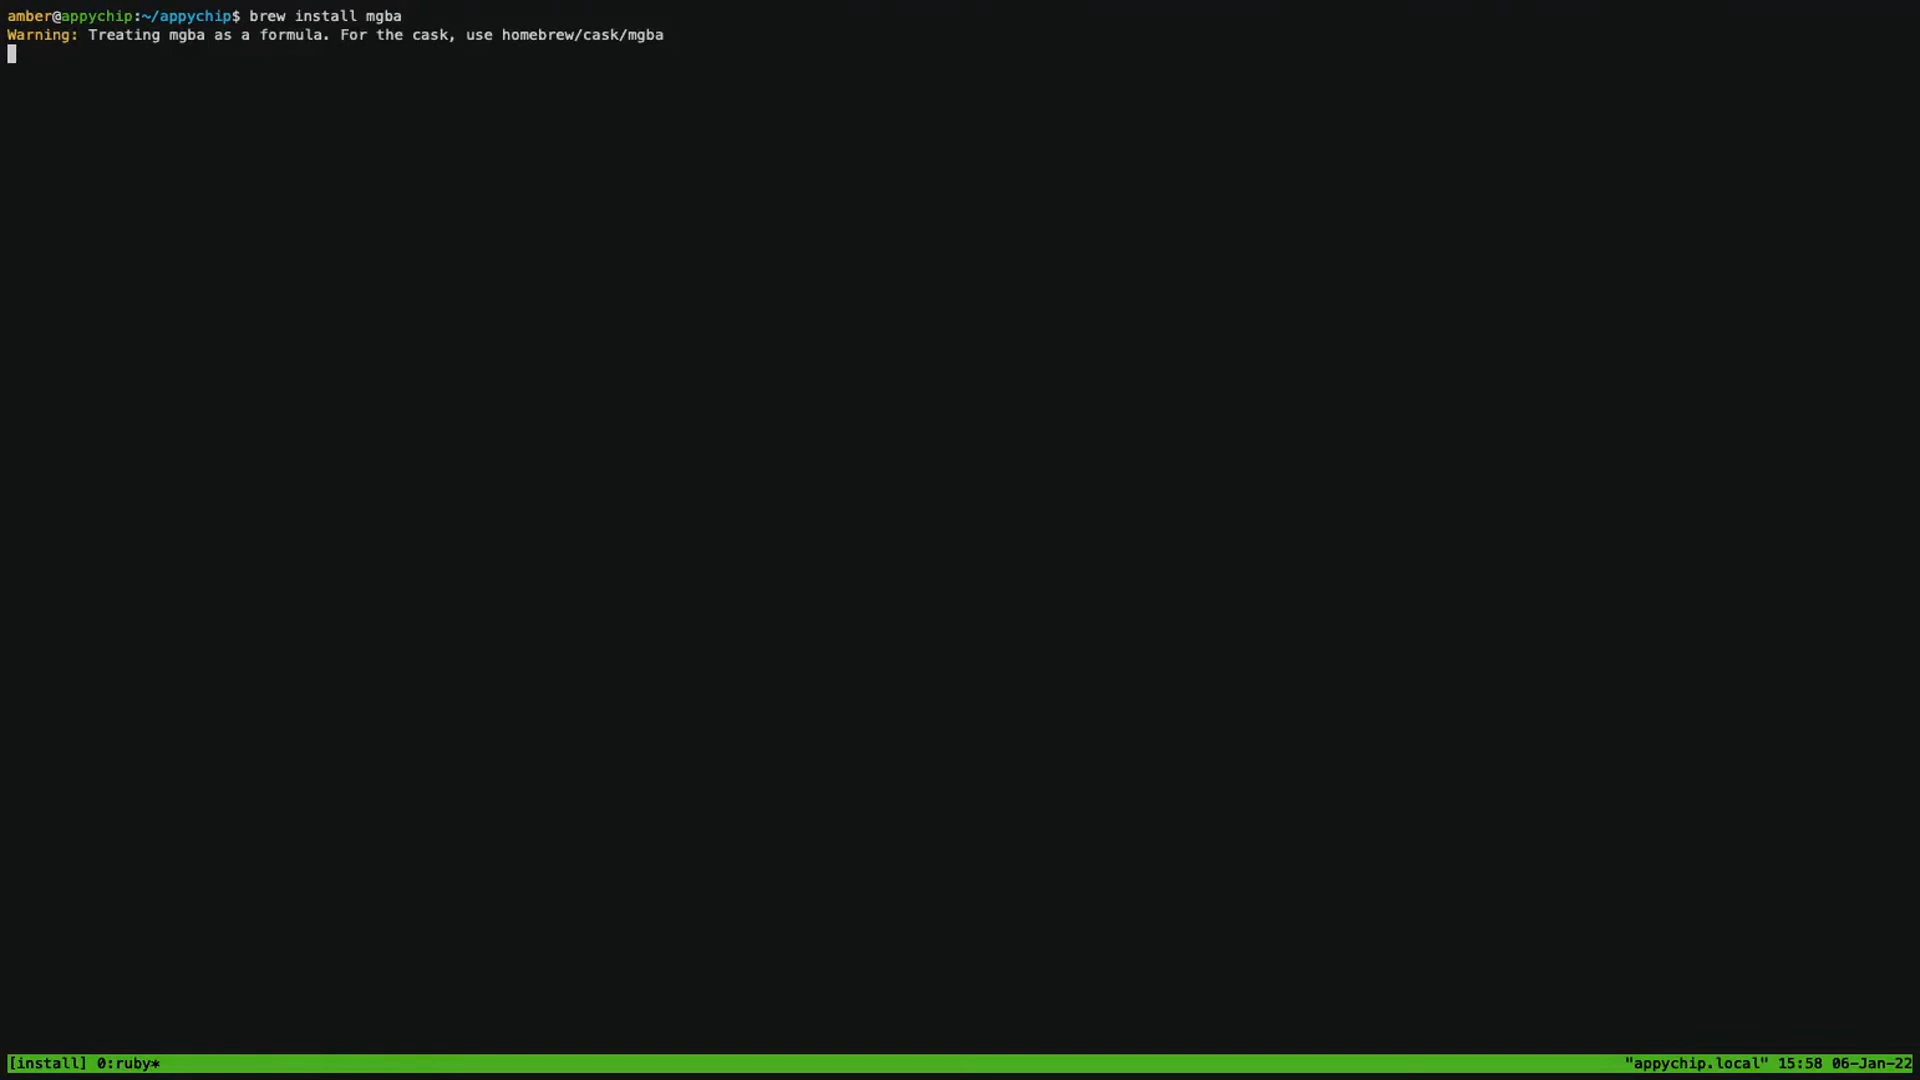 amber@appychip:~/appychip$ brew install mgba
Warning: Treating mgba as a formula. For the cask, use homebrew/cask/mgba
[install] 0:ruby* "appychip.local" 15:58 06-Jan-22